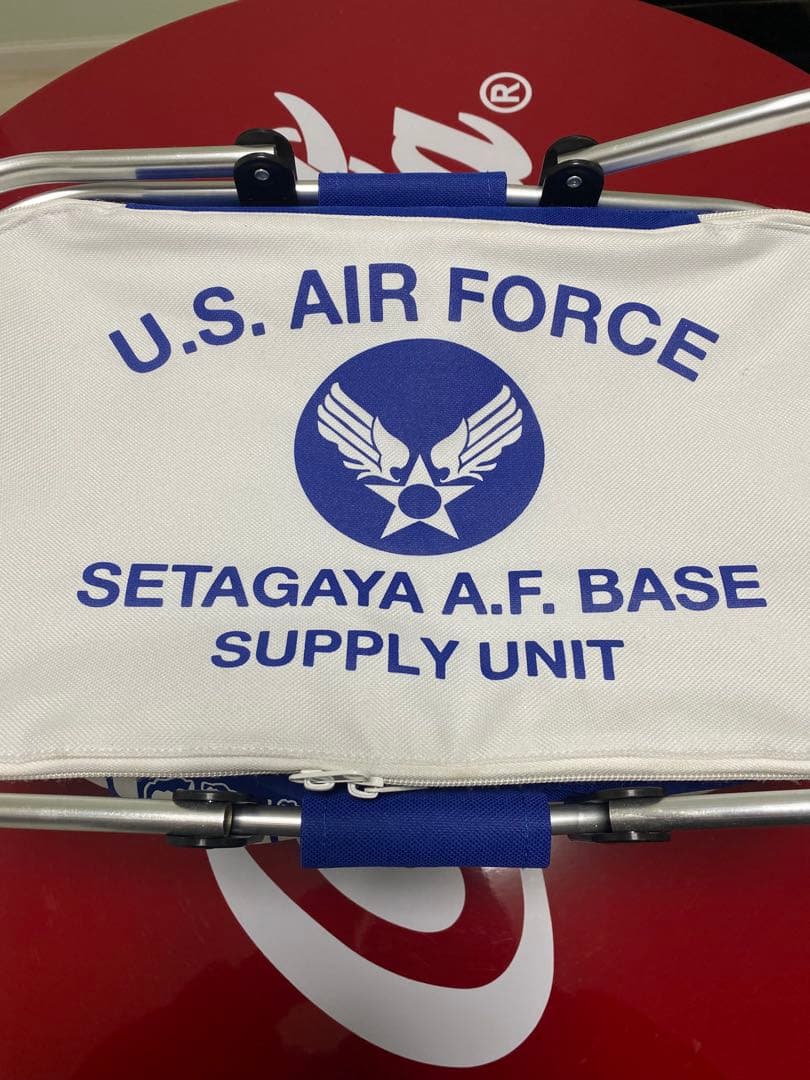 ®
U.S. AIR FORCE
SETAGAYA A.F. BASE
SUPPLY UNIT